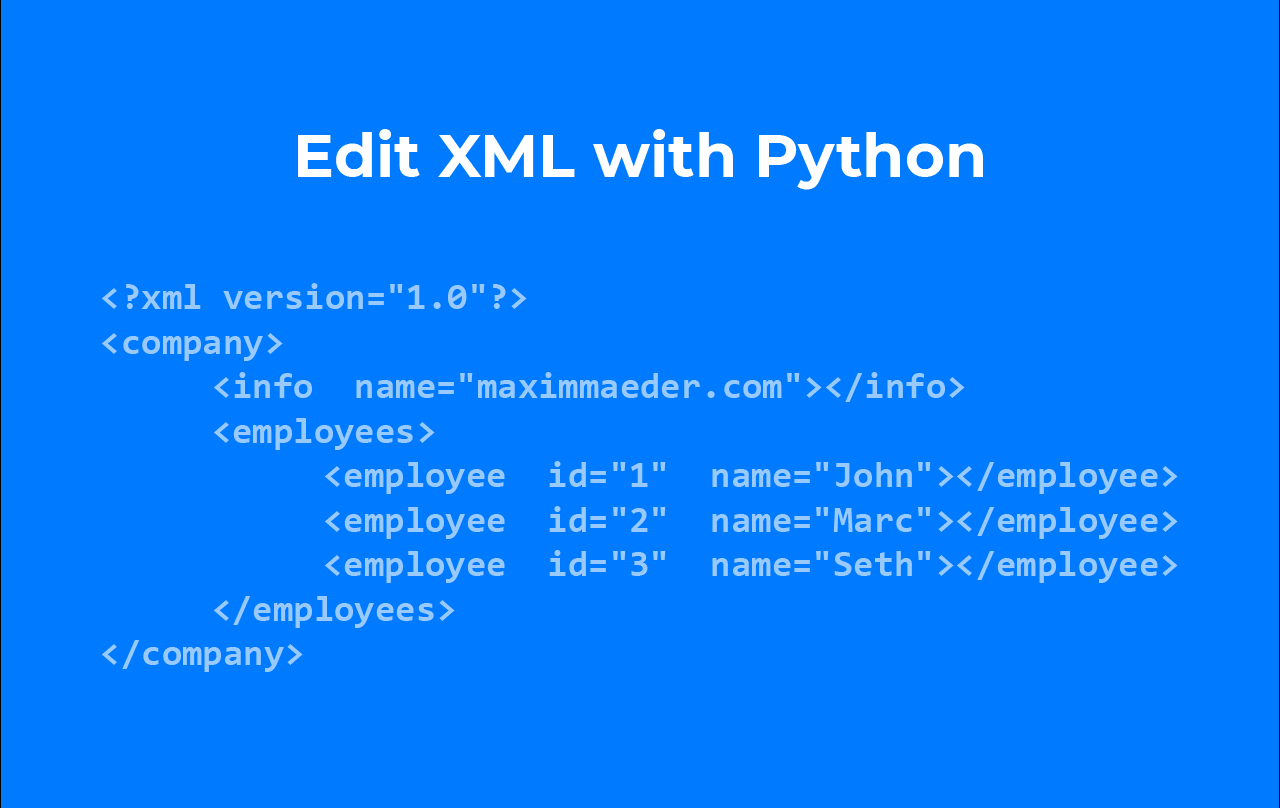 Edit XML with Python
<?xml version="1.0"?>
<company>
<info  name="maximmaeder.com"></info>
<employees>
<employee  id="1"  name="John"></employee>
<employee  id="2"  name="Marc"></employee>
<employee  id="3"  name="Seth"></employee>
</employees>
</company>